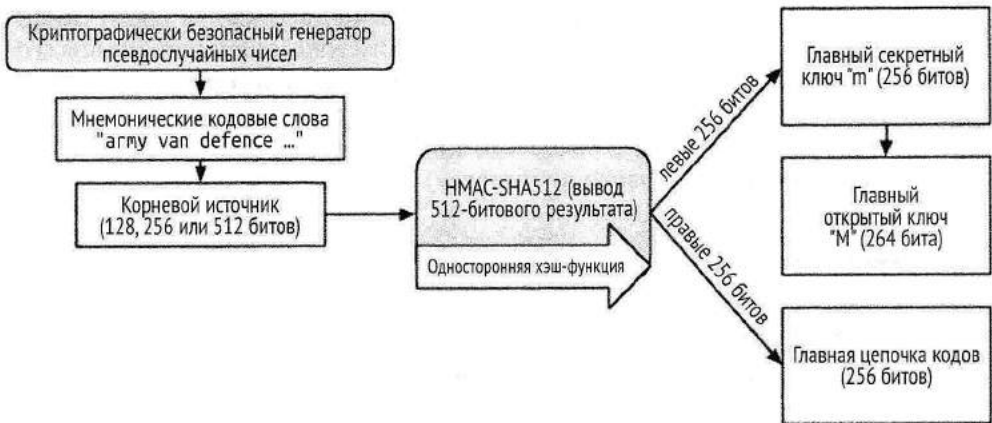 Криптографически безопасный генератор
псевдослучайных чисел
Мнемонические кодовые слова
"army van defence ..."
Корневой источник
(128, 256 или 512 битов)
HMAC-SHA512 (вывод
512-битового результата)
Односторонняя хэш-функция
левые 256 битов
правые 256 битов
Главный секретный
ключ "m" (256 битов)
Главный
открытый ключ
"M" (264 бита)
Главная цепочка кодов
(256 битов)